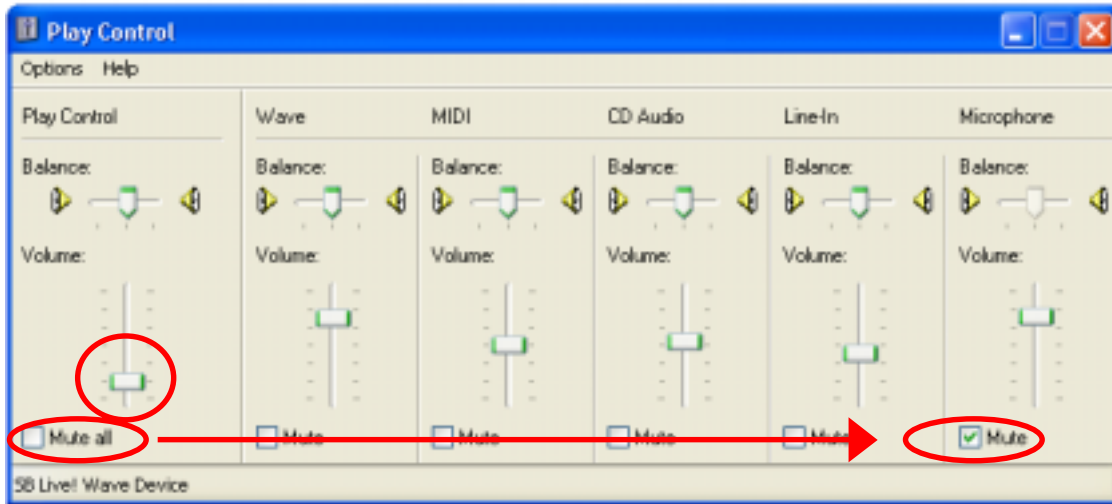 Play Control
Options Help
Play Control Wave MIDI CD Audio Line-In Microphone
Balance: Balance: Balance: Balance: Balance: Balance:
Volume: Volume: Volume: Volume: Volume: Volume:
Mute all Mute Mute Mute Mute Mute
SB Live! Wave Device